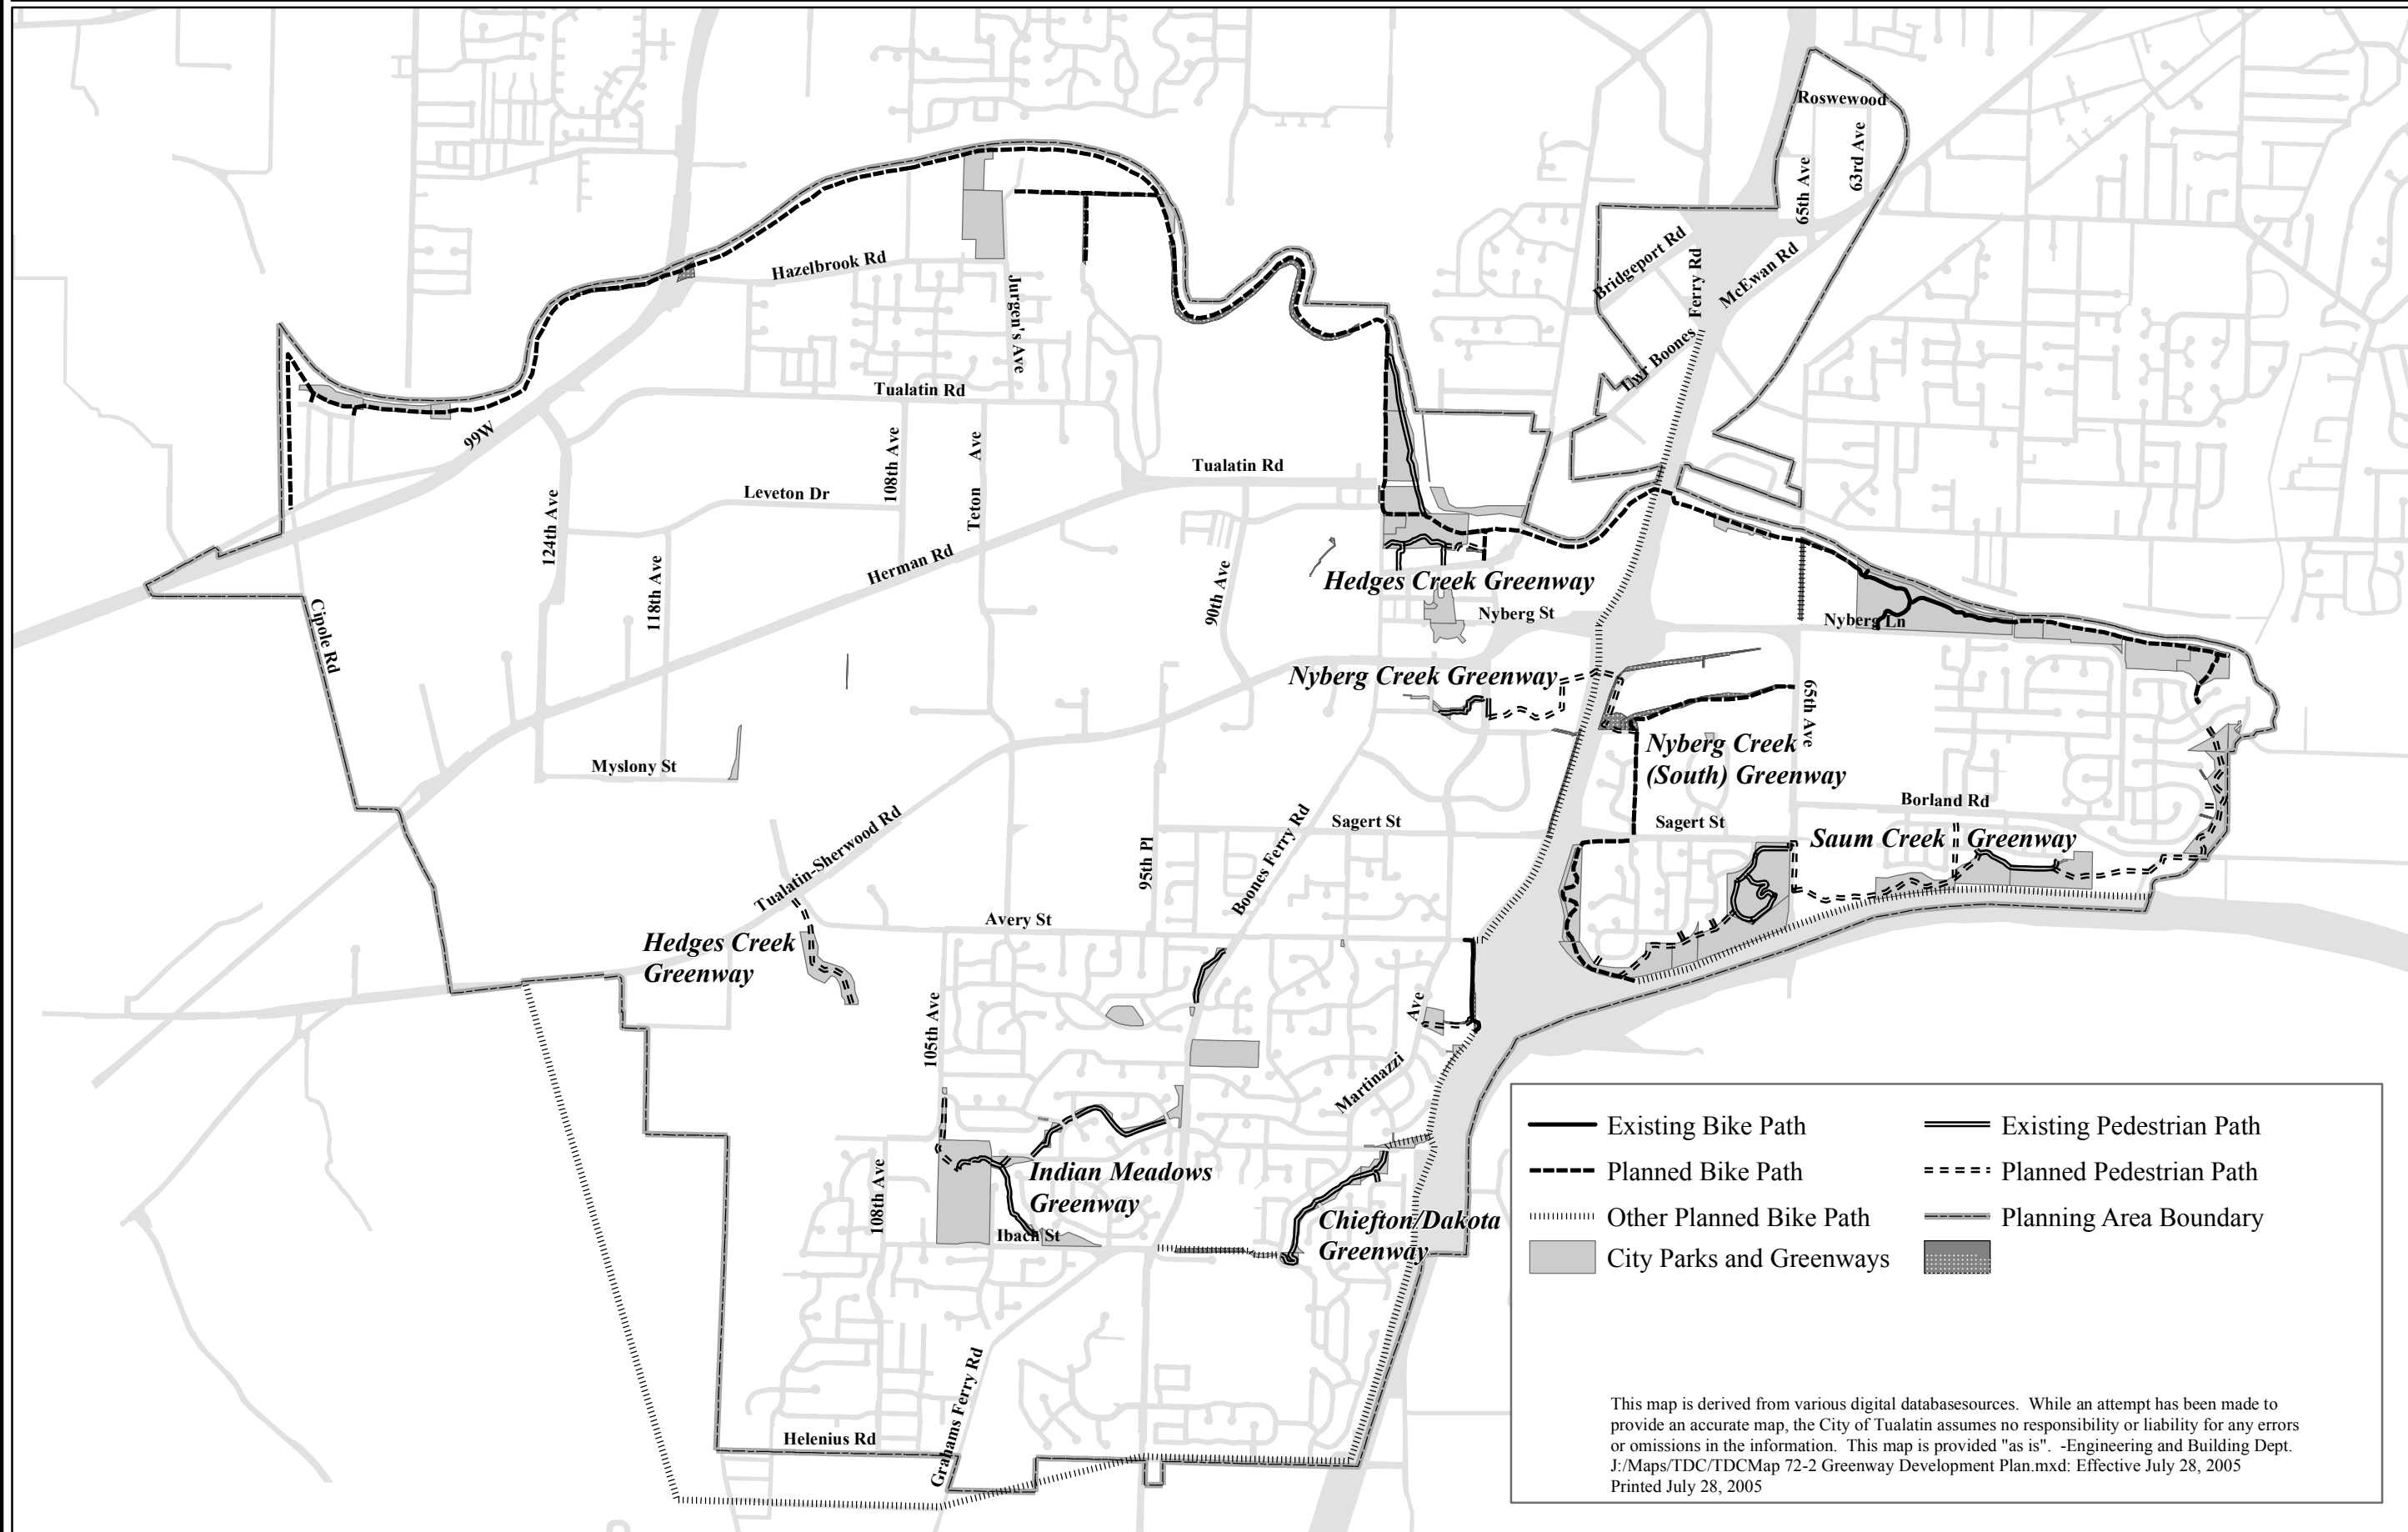 Roswewood
63rd Ave
65th Ave
Bridgeport Rd
Ferry Rd
McEwan Rd
Hazelbrook Rd
Jurgen's Ave
Lwr Boones
Tualatin Rd
99W
108th Ave
Teton Ave
Tualatin Rd
Leveton Dr
124th Ave
Herman Rd
118th Ave
90th Ave
Hedges Creek Greenway
Nyberg St
Nyberg Ln
Cipole Rd
Nyberg Creek Greenway
65th Ave
Nyberg Creek
(South) Greenway
Myslony St
Borland Rd
Sagert St
Sagert St
Saum Creek Greenway
Tualatin-Sherwood Rd
95th Pl
Boones Ferry Rd
Avery St
Hedges Creek
Greenway
105th Ave
Ave
Martinazzi
108th Ave
Indian Meadows
Greenway
Ibach St
Chiefton/Dakota
Greenway
Grahams Ferry Rd
Helenius Rd
Existing Bike Path
Existing Pedestrian Path
Planned Bike Path
Planned Pedestrian Path
Other Planned Bike Path
Planning Area Boundary
City Parks and Greenways
This map is derived from various digital databasesources. While an attempt has been made to
provide an accurate map, the City of Tualatin assumes no responsibility or liability for any errors
or omissions in the information. This map is provided "as is". -Engineering and Building Dept.
J:/Maps/TDC/TDCMap 72-2 Greenway Development Plan.mxd: Effective July 28, 2005
Printed July 28, 2005